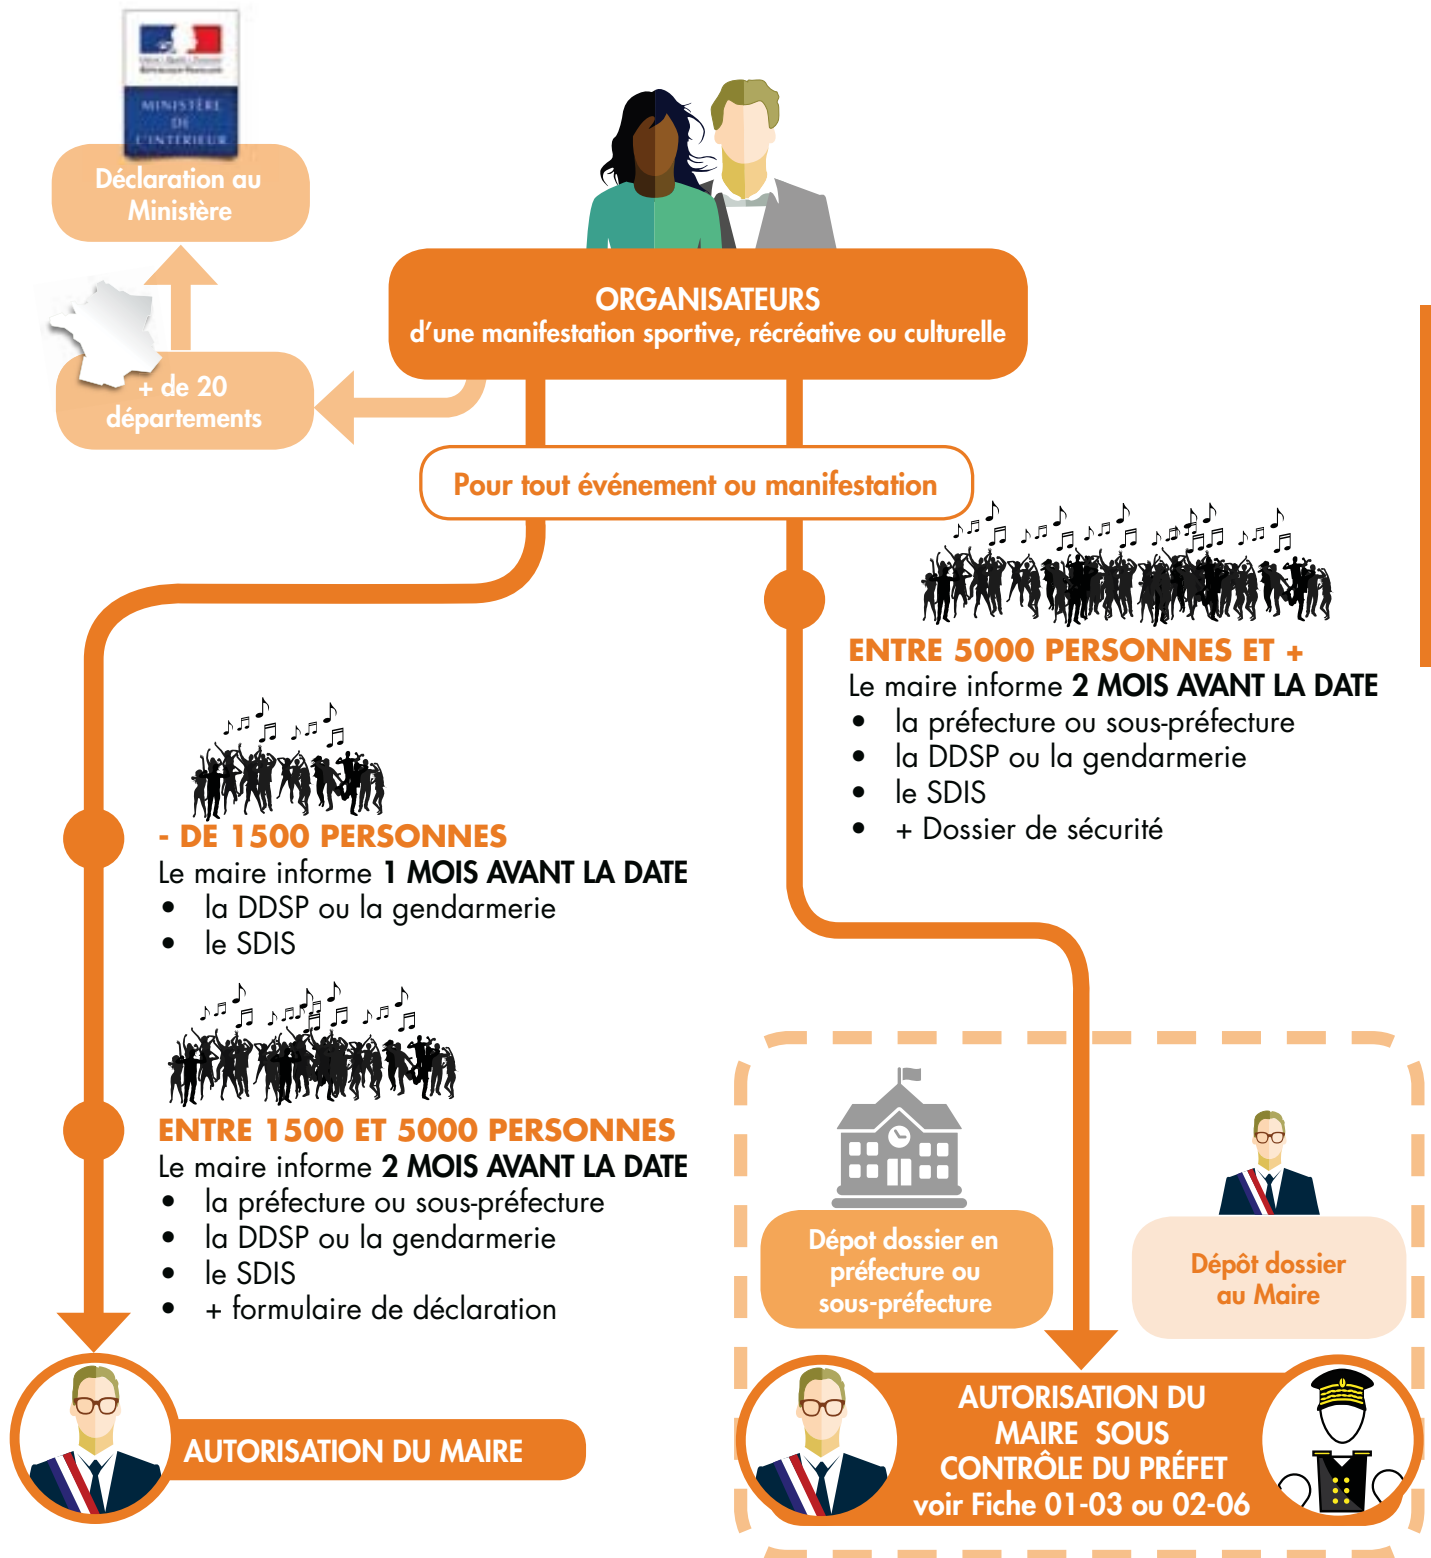 MINISTÈRE
DE
L'INTÉRIEUR
Déclaration au
Ministère
+ de 20
départements
ORGANISATEURS
d'une manifestation sportive, récréative ou culturelle
Pour tout événement ou manifestation
ENTRE 5000 PERSONNES ET +
Le maire informe 2 MOIS AVANT LA DATE
• la préfecture ou sous-préfecture
• la DDSP ou la gendarmerie
• le SDIS
• + Dossier de sécurité
- DE 1500 PERSONNES
Le maire informe 1 MOIS AVANT LA DATE
• la DDSP ou la gendarmerie
• le SDIS
ENTRE 1500 ET 5000 PERSONNES
Le maire informe 2 MOIS AVANT LA DATE
• la préfecture ou sous-préfecture
• la DDSP ou la gendarmerie
• le SDIS
• + formulaire de déclaration
AUTORISATION DU MAIRE
Dépot dossier en
préfecture ou
sous-préfecture
Dépôt dossier
au Maire
AUTORISATION DU
MAIRE SOUS
CONTRÔLE DU PRÉFET
voir Fiche 01-03 ou 02-06